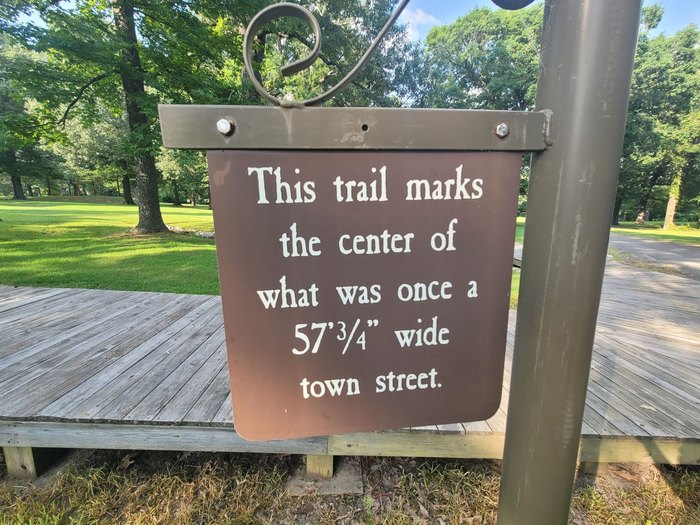 This trail marks
the center of
what was once a
57'3/4" wide
town street.